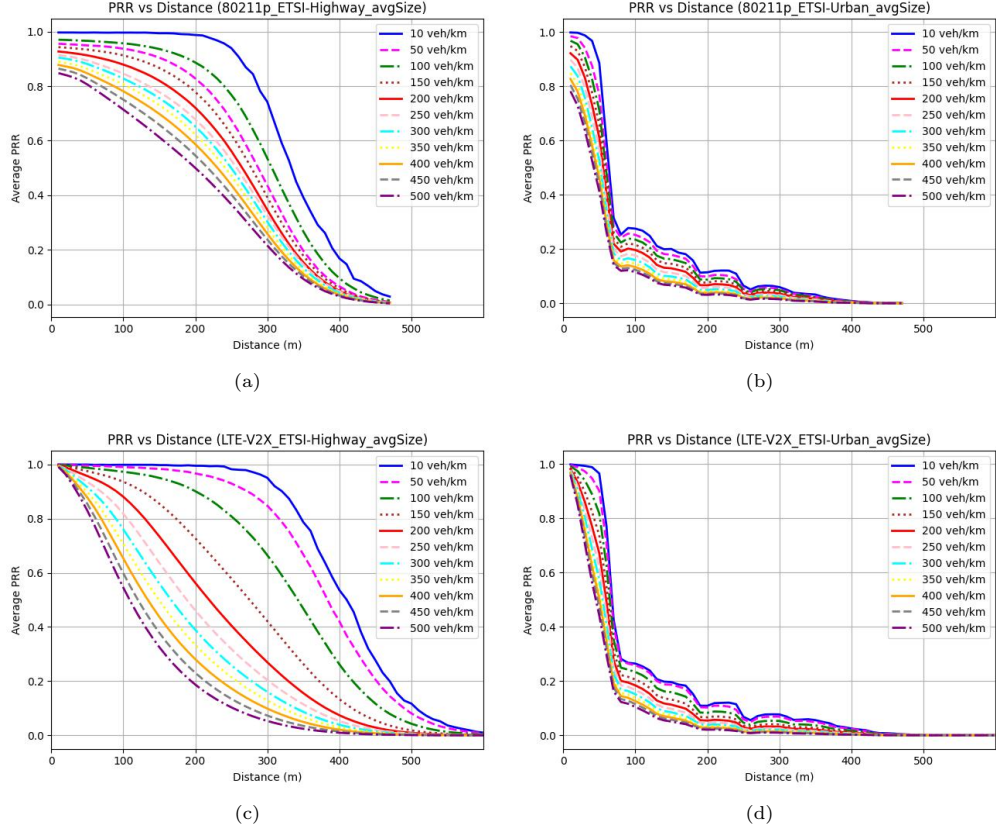 PRR vs Distance (80211p_ETSI-Highway_avgSize)
Average PRR
1.0
0.8
0.6
0.4
0.2
0.0
0
100
200
300
400
500
Distance (m)
10 veh/km
50 veh/km
100 veh/km
150 veh/km
200 veh/km
250 veh/km
300 veh/km
350 veh/km
400 veh/km
450 veh/km
500 veh/km
(a)
PRR vs Distance (80211p_ETSI-Urban_avgSize)
Average PRR
1.0
0.8
0.6
0.4
0.2
0.0
0
100
200
300
400
500
Distance (m)
10 veh/km
50 veh/km
100 veh/km
150 veh/km
200 veh/km
250 veh/km
300 veh/km
350 veh/km
400 veh/km
450 veh/km
500 veh/km
(b)
PRR vs Distance (LTE-V2X_ETSI-Highway_avgSize)
Average PRR
1.0
0.8
0.6
0.4
0.2
0.0
0
100
200
300
400
500
Distance (m)
10 veh/km
50 veh/km
100 veh/km
150 veh/km
200 veh/km
250 veh/km
300 veh/km
350 veh/km
400 veh/km
450 veh/km
500 veh/km
(c)
PRR vs Distance (LTE-V2X_ETSI-Urban_avgSize)
Average PRR
1.0
0.8
0.6
0.4
0.2
0.0
0
100
200
300
400
500
Distance (m)
10 veh/km
50 veh/km
100 veh/km
150 veh/km
200 veh/km
250 veh/km
300 veh/km
350 veh/km
400 veh/km
450 veh/km
500 veh/km
(d)